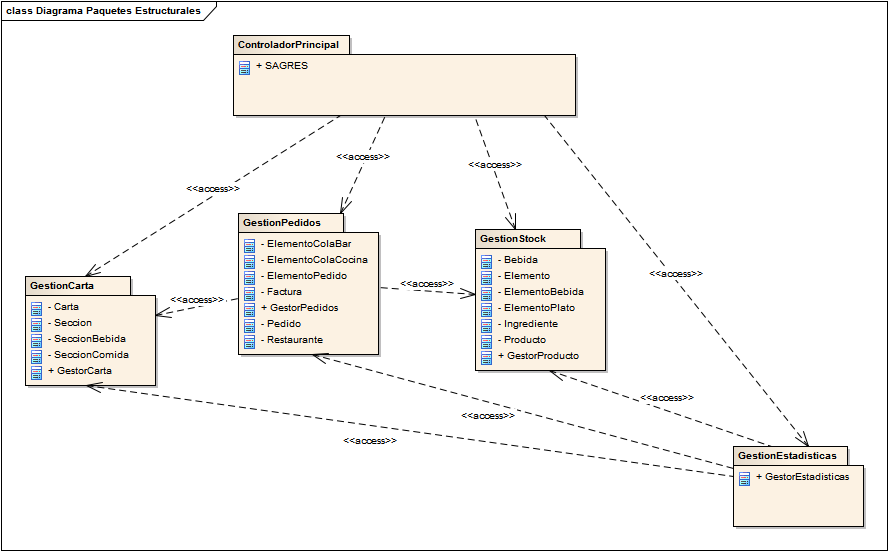 class Diagrama Paquetes Estructurales
ControladorPrincipal
+ SAGRES
<<access>>
<<access>>
<<access>>
<<access>>
GestionPedidos
- ElementoColaBar
- ElementoColaCocina
- ElementoPedido
- Factura
+ GestorPedidos
- Pedido
- Restaurante
GestionStock
- Bebida
- Elemento
- ElementoBebida
- ElementoPlato
- Ingrediente
- Producto
+ GestorProducto
GestionCarta
- Carta
- Seccion
- SeccionBebida
- SeccionComida
+ GestorCarta
<<access>>
<<access>>
<<access>>
<<access>>
<<access>>
GestionEstadisticas
+ GestorEstadisticas